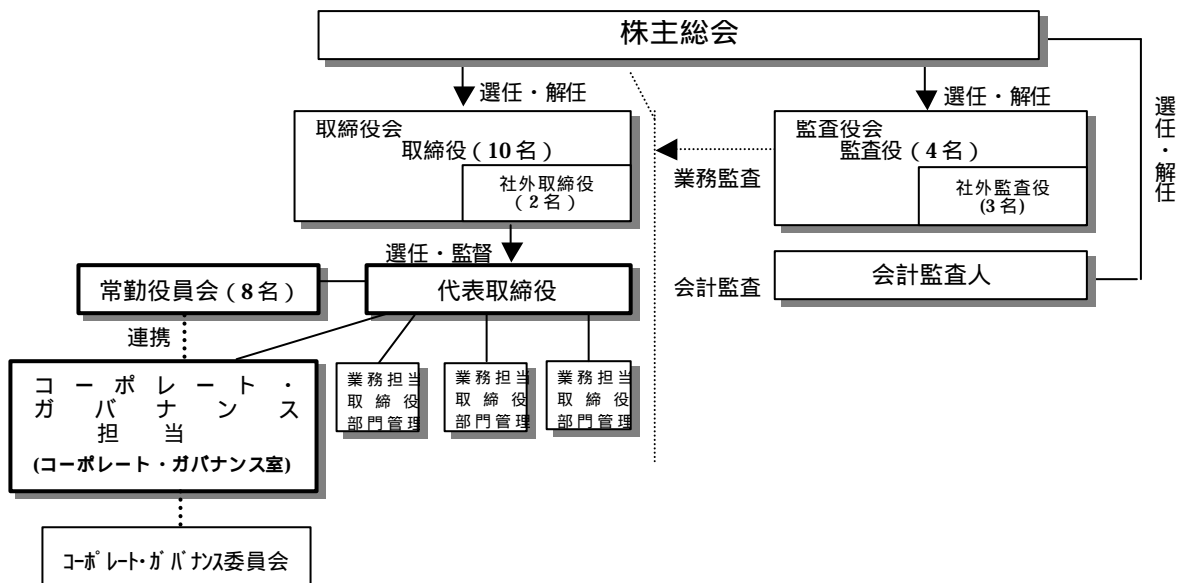 株主総会
選任・解任
選任・解任
選任・解任
取締役会
取締役(10名)
社外取締役
(2名)
業務監査
監査役会
監査役(4名)
社外監査役
(3名)
選任・監督
常勤役員会(8名)
代表取締役
会計監査
会計監査人
連携
コーポレート・
ガバナンス
担当
(コーポレート・ガバナンス室)
業務担当
取締役
部門管理
業務担当
取締役
部門管理
業務担当
取締役
部門管理
ｺｰﾎﾟﾚｰﾄ･ｶﾞﾊﾞﾅﾝｽ委員会